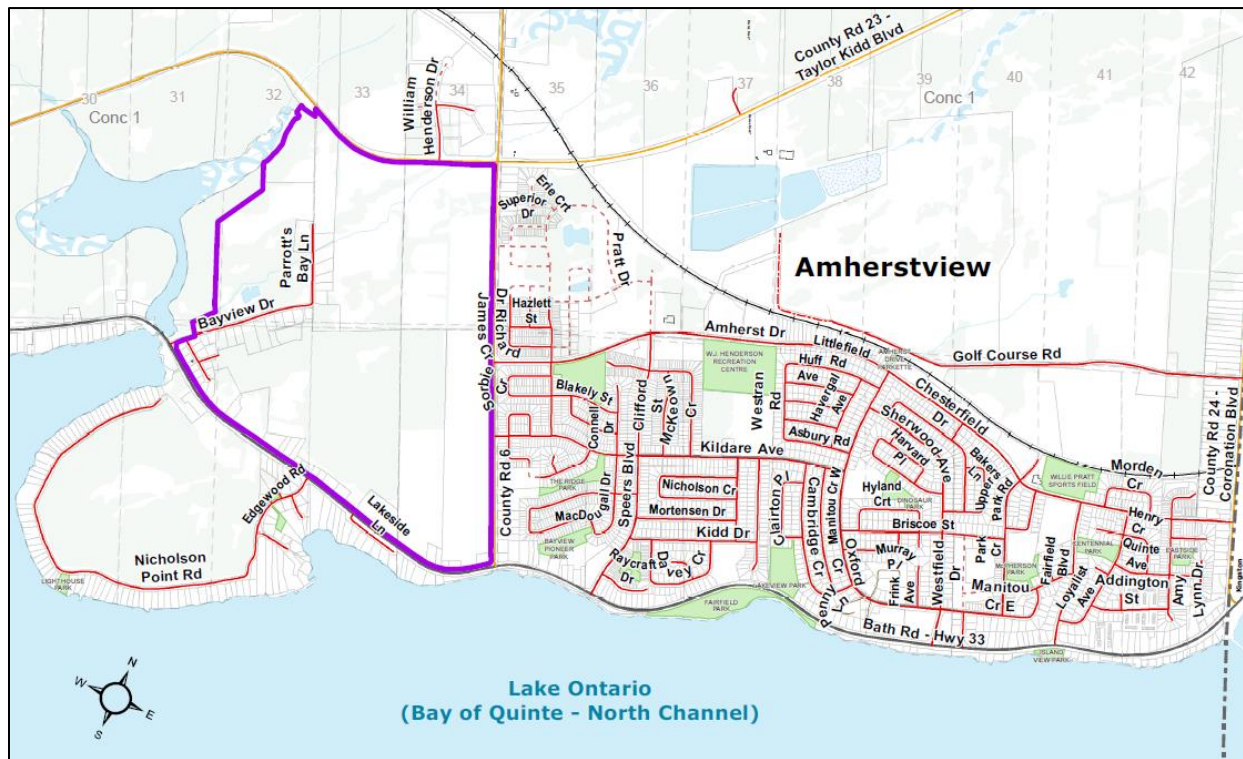 County Rd 23 -
Taylor Kidd Blvd
30
31
32
33
34
35
36
37
38
39
40
41
42
Conc 1
Conc 1
William
Henderson Dr
Erie Crt
Superior
Dr
Pratt Dr
Parrott's
Bay Ln
Bayview Dr
Amherstview
Hazlett
St
Dr Richard
James Cr
Sobiee
County Rd 6
Cr
Amherst Dr
Littlefield
AMHERST
DRIVE
PARKETTE
Golf Course Rd
W.J. HENDERSON
RECREATION
CENTRE
Huff Rd
Ave
Havergal
Ave
Westran
Rd
Asbury Rd
Chesterfield
Dr
Blakely St
Connell
Dr
Clifford
St
McKeown
Cr
Speers Blvd
Kildare Ave
Sherwood Ave
Harvard
Pl
Bakers
Ln
Uppers
Park Rd
WILLIE PRATT
SPORTS FIELD
Morden
Cr
County Rd 24 -
Coronation Blvd
Edgewood Rd
Lakeside
Ln
THE RIDGE
PARK
Nicholson Cr
MacDougall Dr
Mortensen Dr
Kidd Dr
Clairton Pl
Cambridge Cr
Manitou Cr W
Hyland
Crt
DINOSAUR PARK
Briscoe St
Henry
Cr
Quinte
Ave
CENTENNIAL
PARK
EASTSIDE
PARK
BAYVIEW
PIONEER
PARK
Raycraft
Dr
Davey Cr
Oxford
Cr
Murray
Pl
Westfield
Dr
Park
Cr
McPHERSON
PARK
Fairfield
Blvd
Loyalist
Ave
Addington
St
Amy
Lynn Dr
Kingston
Nicholson
Point Rd
LIGHTHOUSE
PARK
LAKEVIEW PARK
FAIRFIELD
PARK
Penny
Ln
Frink
Ave
Manitou
Cr E
Bath Rd - Hwy 33
ISLAND
VIEW PARK
N
W
E
S
Lake Ontario
(Bay of Quinte - North Channel)